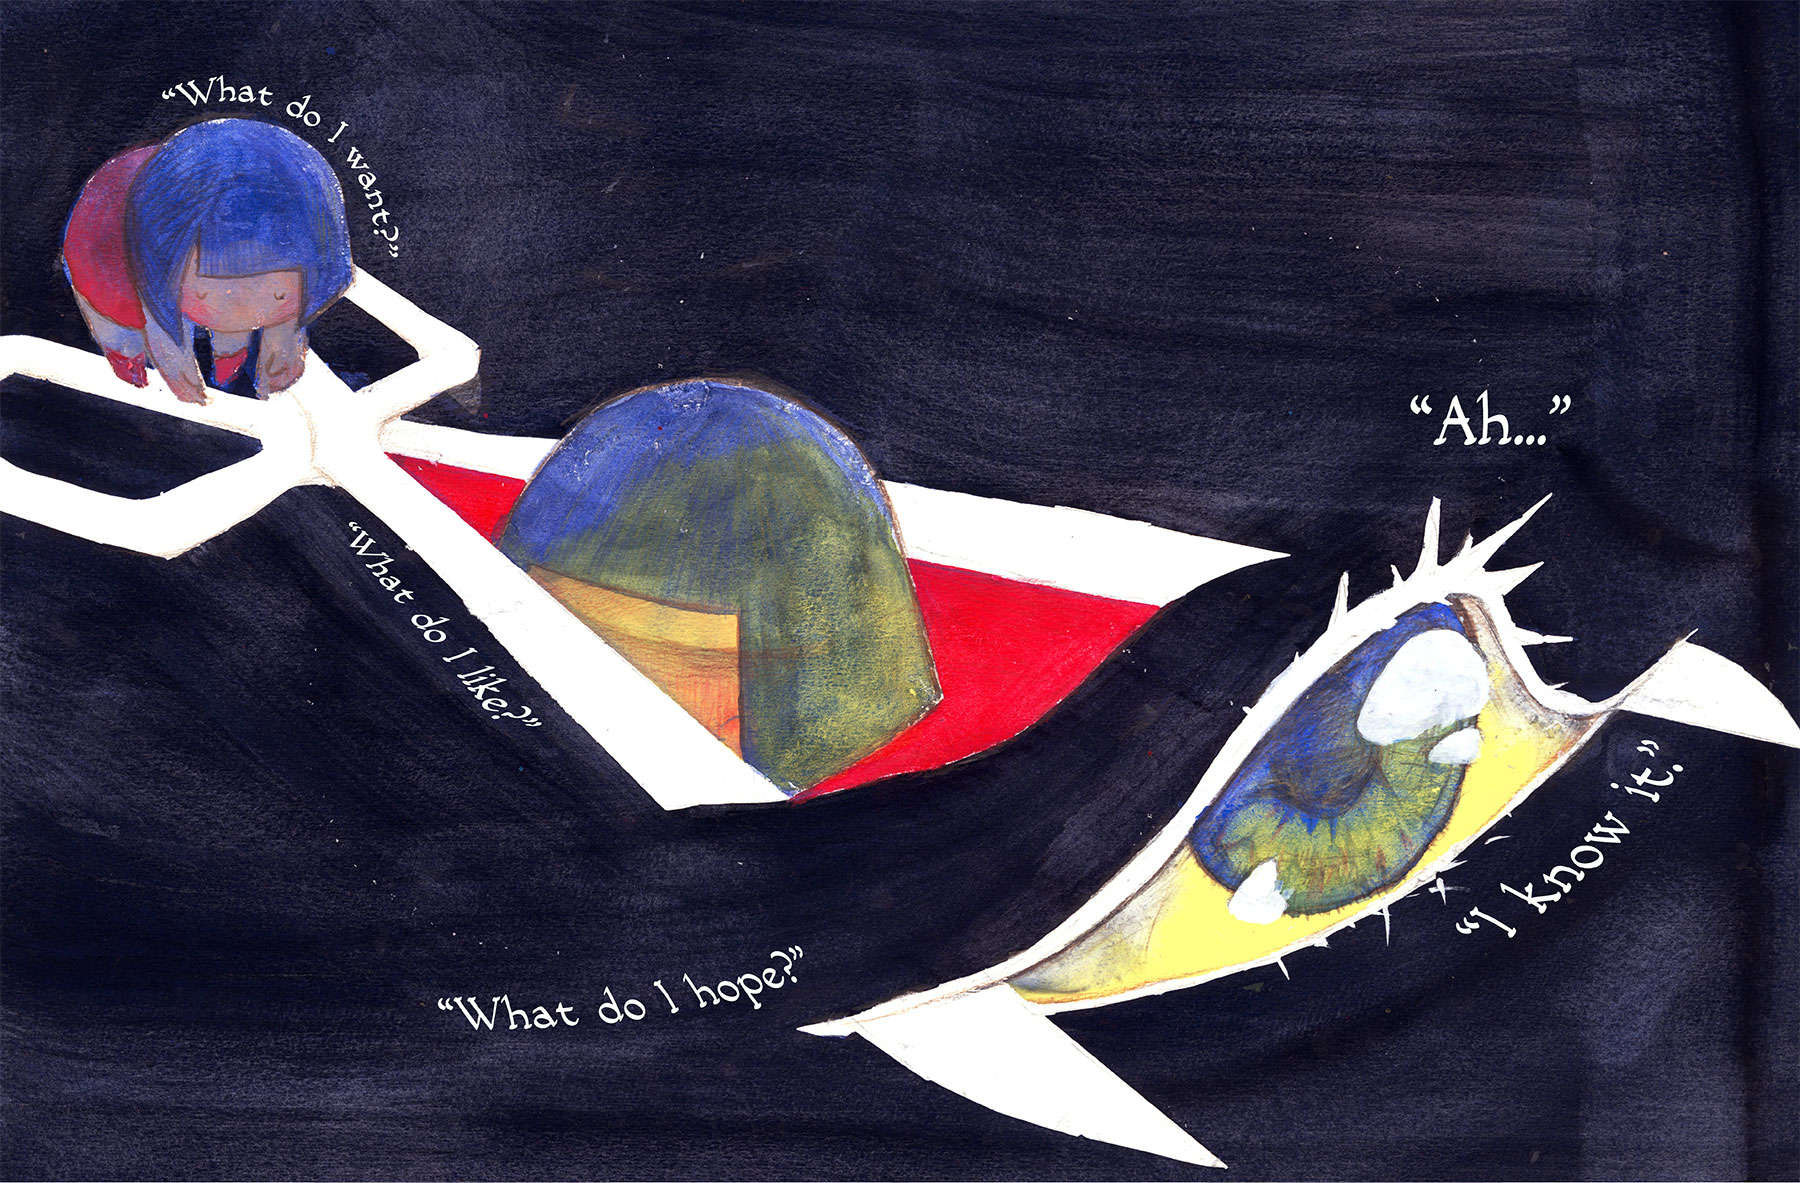 “What do I want?”
“What do I like?”
“What do I hope?”
“Ah...”
“I know it.”